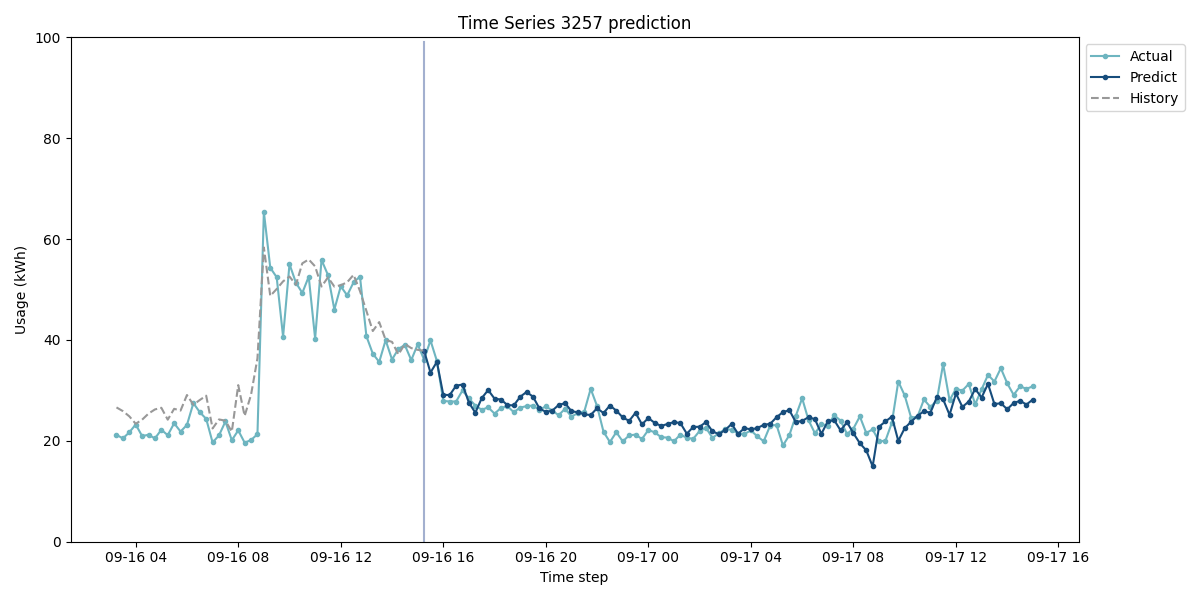 Time Series 3257 prediction
Usage (kWh)
100
80
60
40
20
0
09-16 04
09-16 08
09-16 12
09-16 16
09-16 20
09-17 00
09-17 04
09-17 08
09-17 12
09-17 16
Time step
Actual
Predict
History